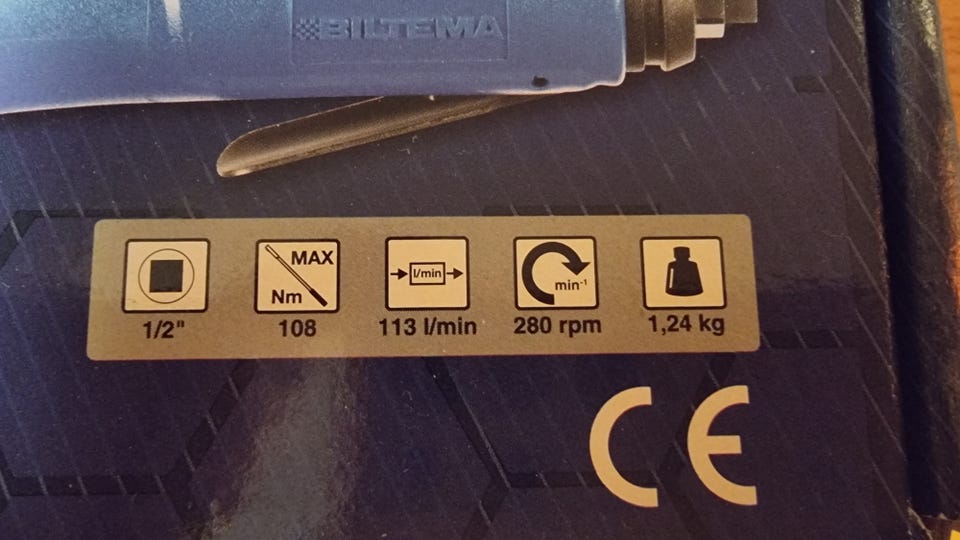 BILTEMA
MAX
Nm
l/min
min-1
1/2" 108 113 l/min 280 rpm 1,24 kg
CE